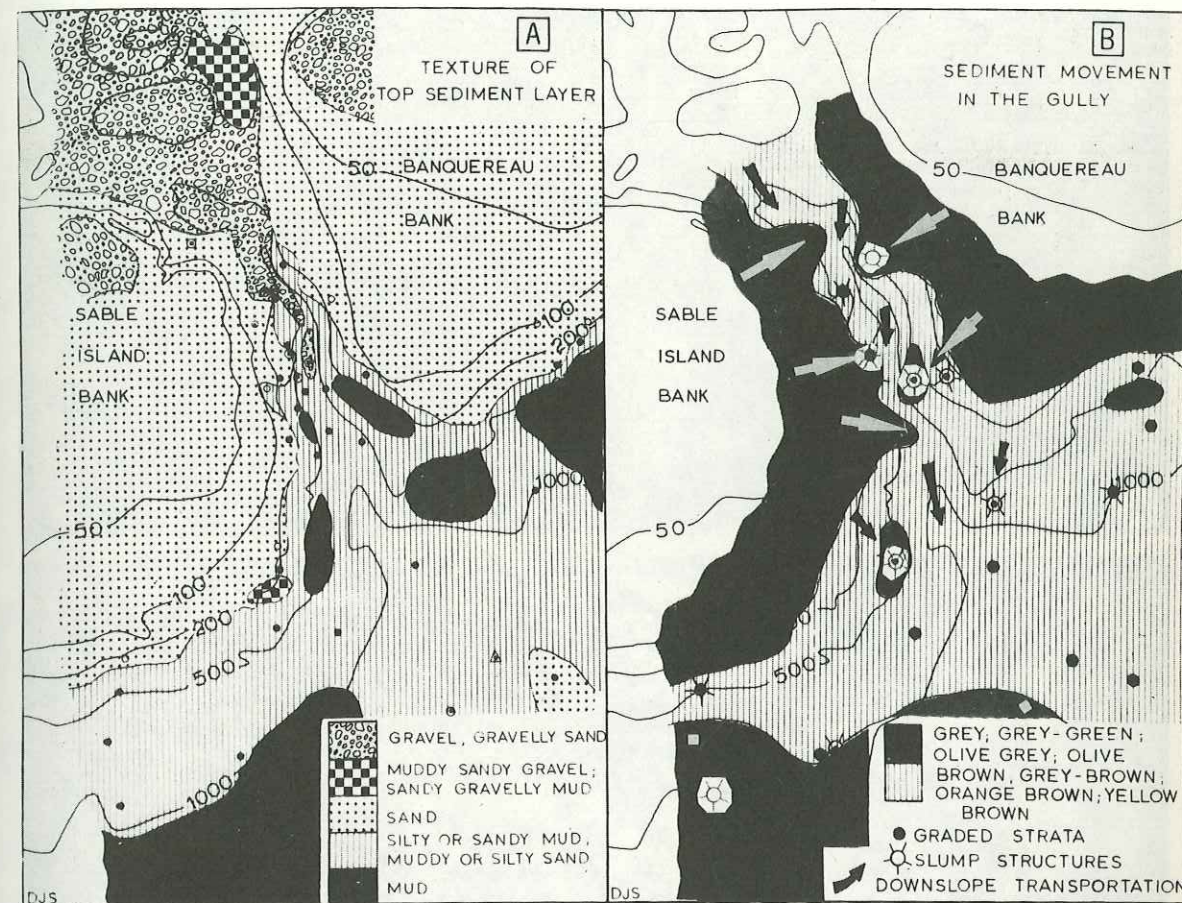 A
TEXTURE OF
TOP SEDIMENT LAYER
50 BANQUEREAU
BANK
SABLE
ISLAND
BANK
100
200
1000
50
100
200
500
1000
GRAVEL, GRAVELLY SAND
MUDDY SANDY GRAVEL;
SANDY GRAVELLY MUD
SAND
SILTY OR SANDY MUD,
MUDDY OR SILTY SAND
MUD
DJS
B
SEDIMENT MOVEMENT
IN THE GULLY
50 BANQUEREAU
BANK
SABLE
ISLAND
BANK
1000
50
500
GREY; GREY-GREEN;
OLIVE GREY; OLIVE
BROWN, GREY-BROWN;
ORANGE BROWN; YELLOW
BROWN
GRADED STRATA
SLUMP STRUCTURES
DOWNSLOPE TRANSPORTATION
DJS